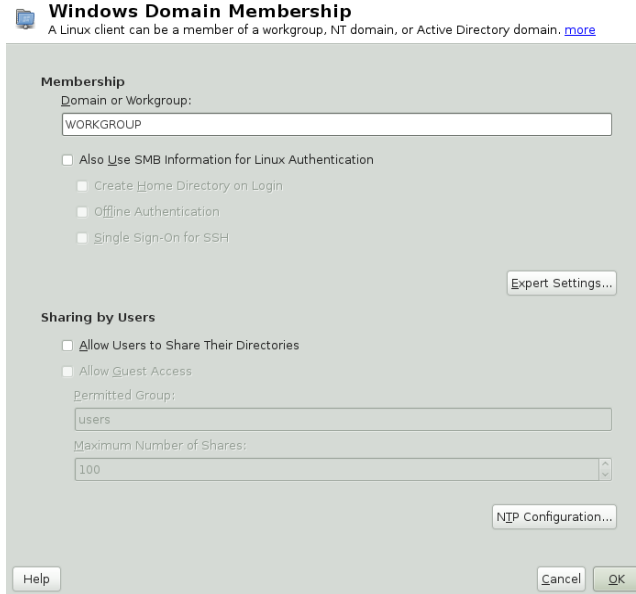 Windows Domain Membership
A Linux client can be a member of a workgroup, NT domain, or Active Directory domain. more
Membership
Domain or Workgroup:
WORKGROUP
Also Use SMB Information for Linux Authentication
Create Home Directory on Login
Offline Authentication
Single Sign-On for SSH
Expert Settings...
Sharing by Users
Allow Users to Share Their Directories
Allow Guest Access
Permitted Group:
users
Maximum Number of Shares:
100
NTP Configuration...
Help
Cancel
OK